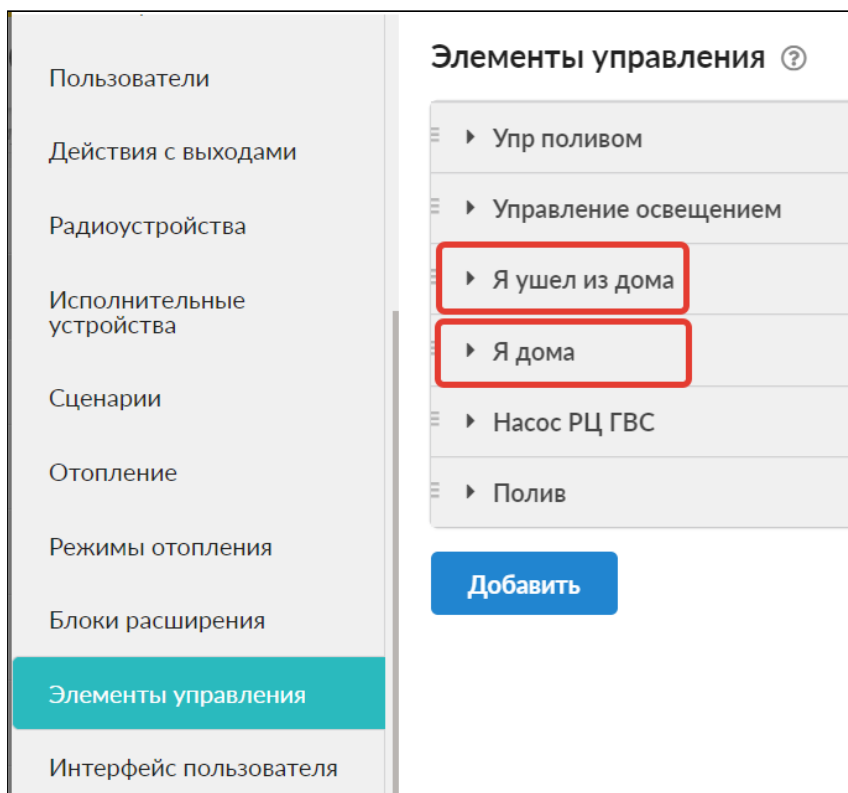 Пользователи
Действия с выходами
Радиоустройства
Исполнительные
устройства
Сценарии
Отопление
Режимы отопления
Блоки расширения
Элементы управления
Интерфейс пользователя
Элементы управления ?
Упр поливом
Управление освещением
Я ушел из дома
Я дома
Насос РЦ ГВС
Полив
Добавить